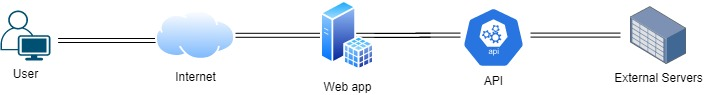 User
Internet
Web app
api
API
External Servers